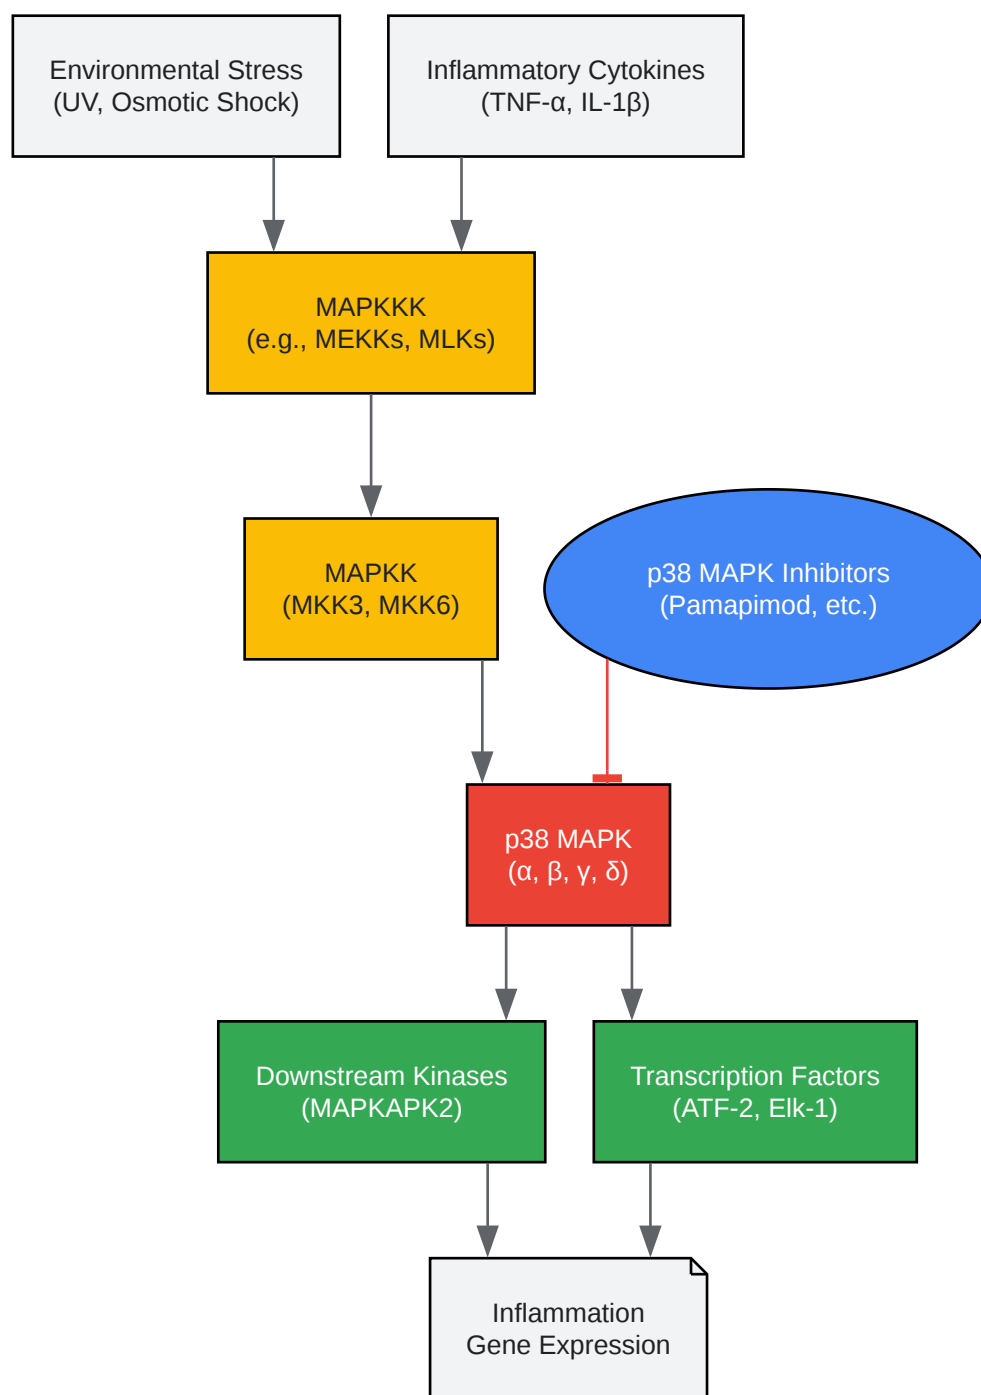 Environmental Stress
(UV, Osmotic Shock)
Inflammatory Cytokines
(TNF-α, IL-1β)
MAPKKK
(e.g., MEKKs, MLKs)
MAPKK
(MKK3, MKK6)
p38 MAPK Inhibitors
(Pamapimod, etc.)
p38 MAPK
(α, β, γ, δ)
Downstream Kinases
(MAPKAPK2)
Transcription Factors
(ATF-2, Elk-1)
Inflammation
Gene Expression